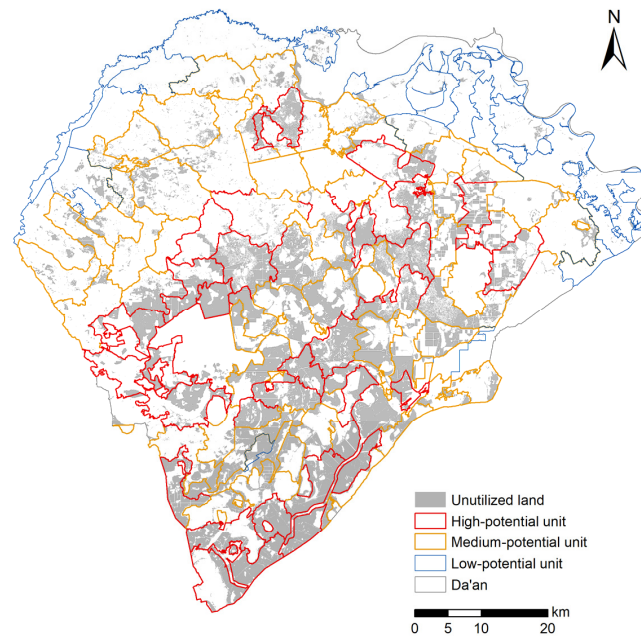 N
Unutilized land
High-potential unit
Medium-potential unit
Low-potential unit
Da'an
km
0 5 10 20